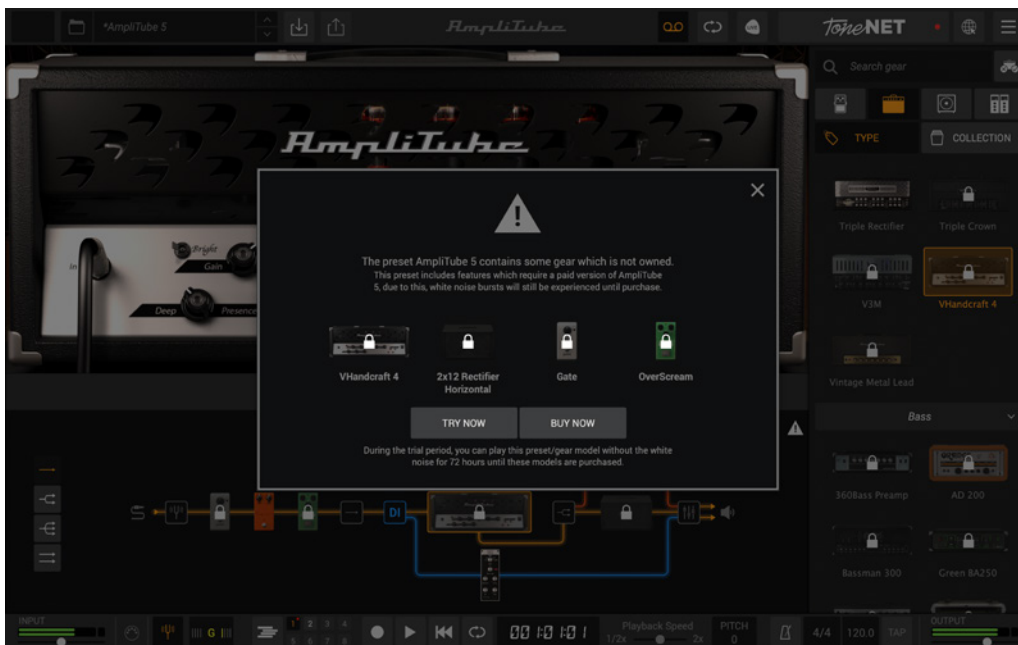 *AmpliTube 5
AmpliTube
ToneNET
Search gear
AmpliTube
TYPE
COLLECTION
Triple Rectifier
Triple Crown
In
Bright
Gain
Deep
Presence
The preset AmpliTube 5 contains some gear which is not owned.
This preset includes features which require a paid version of AmpliTube
5, due to this, white noise bursts will still be experienced until purchase.
V3M
VHandcraft 4
VHandcraft 4
2x12 Rectifier
Horizontal
Gate
OverScream
Vintage Metal Lead
TRY NOW
BUY NOW
Bass
During the trial period, you can play this preset/gear model without the white
noise for 72 hours until these models are purchased.
360Bass Preamp
AD 200
DI
Bassman 300
Green BA250
INPUT
G
1 2 3 4
5 6 7 8
001:01:01
Playback Speed
1/2x
2x
PITCH
0
4/4
120.0
TAP
OUTPUT